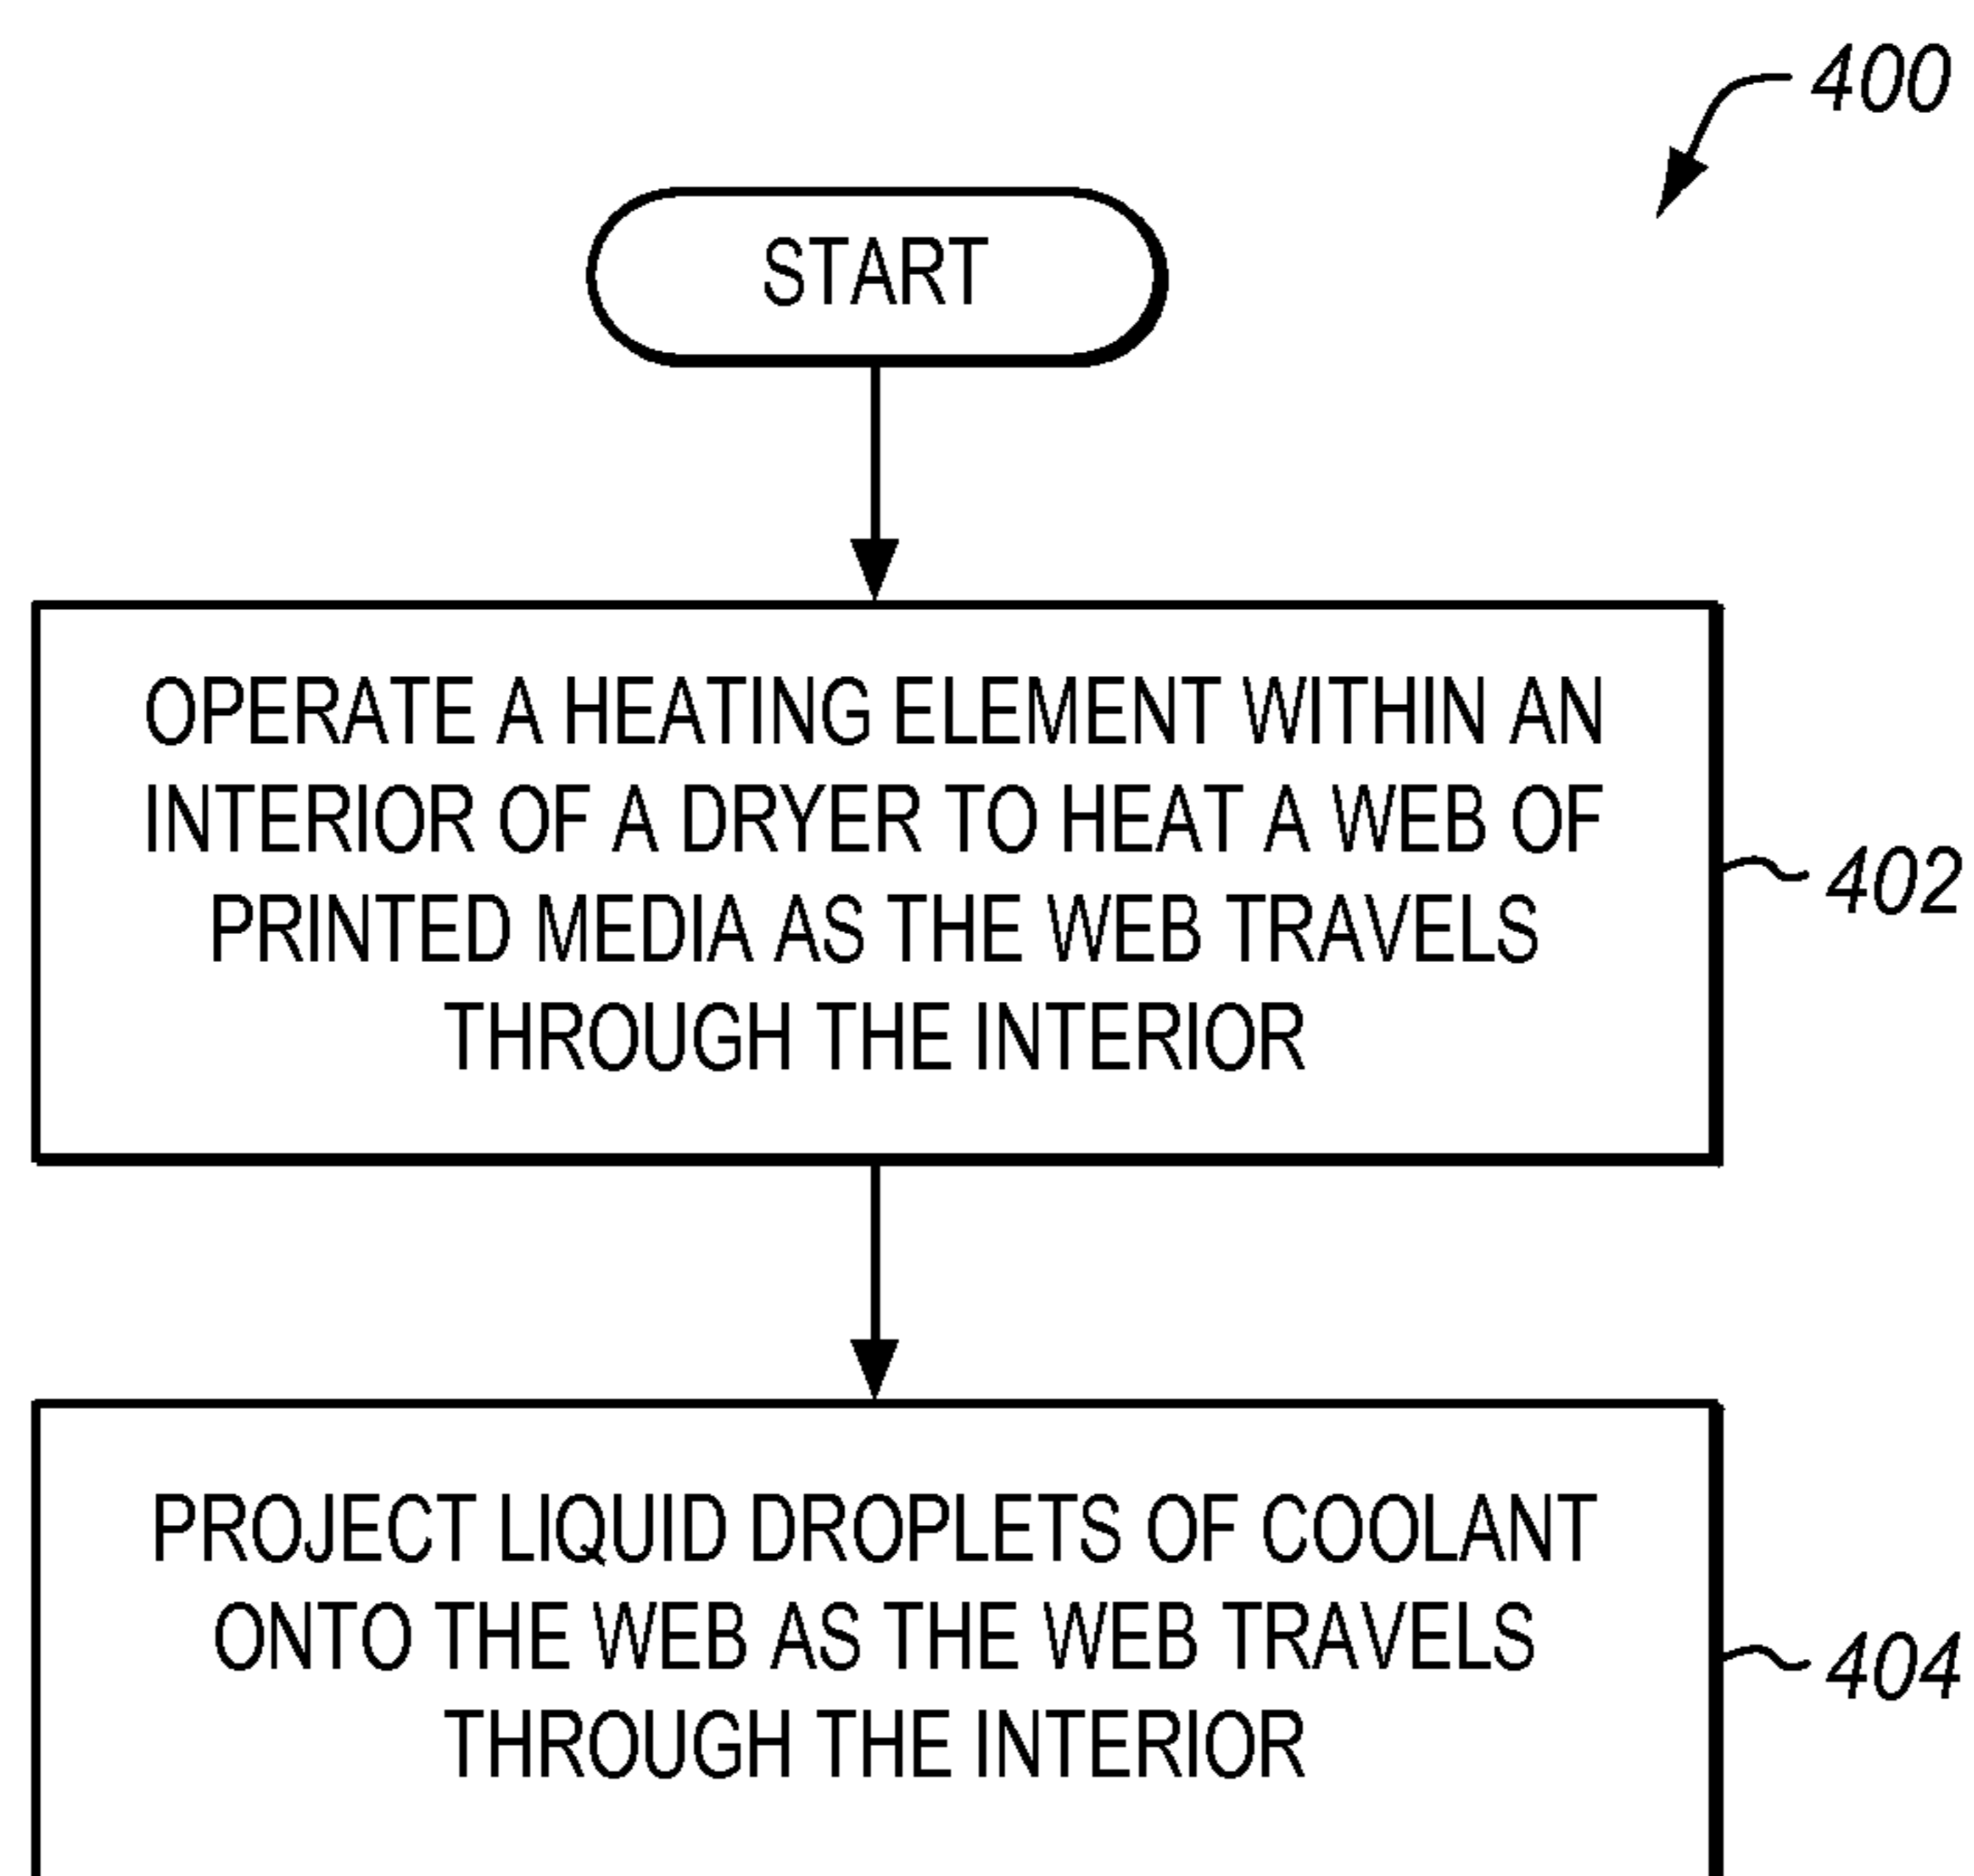 400
START
OPERATE A HEATING ELEMENT WITHIN AN
INTERIOR OF A DRYER TO HEAT A WEB OF
PRINTED MEDIA AS THE WEB TRAVELS
THROUGH THE INTERIOR
402
PROJECT LIQUID DROPLETS OF COOLANT
ONTO THE WEB AS THE WEB TRAVELS
THROUGH THE INTERIOR
404